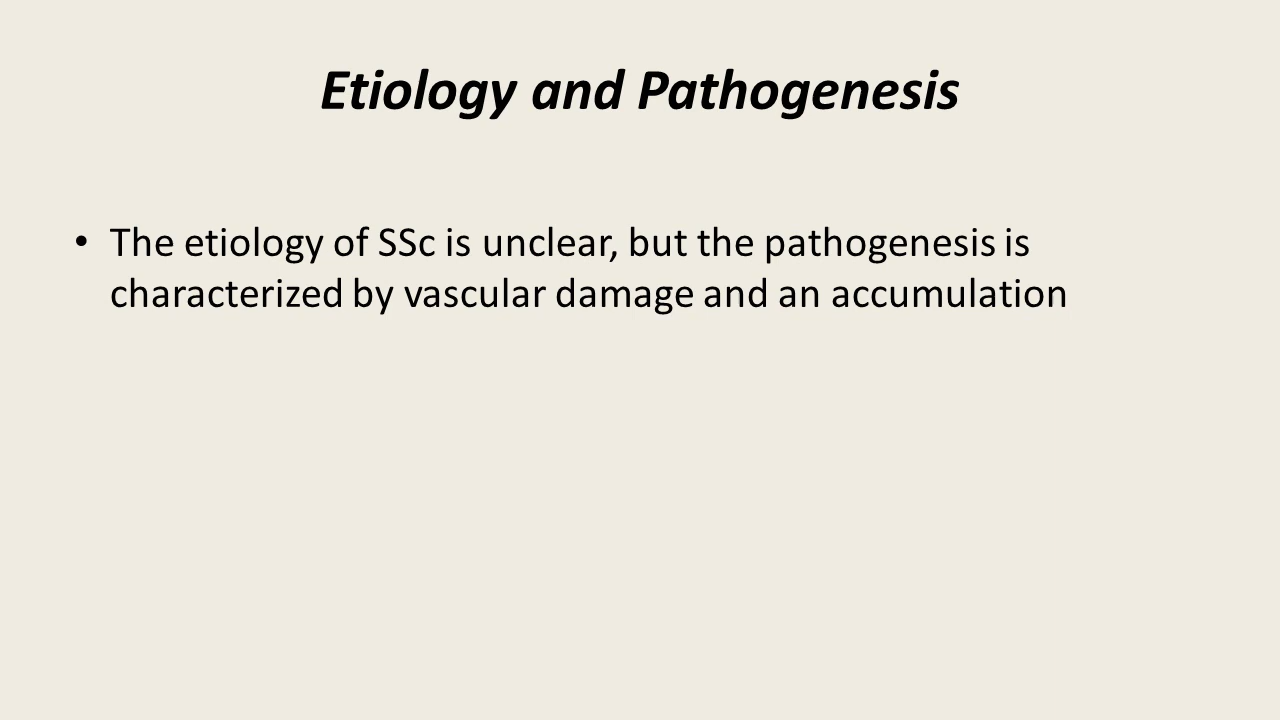 Etiology and Pathogenesis
• The etiology of SSc is unclear, but the pathogenesis is
characterized by vascular damage and an accumulation